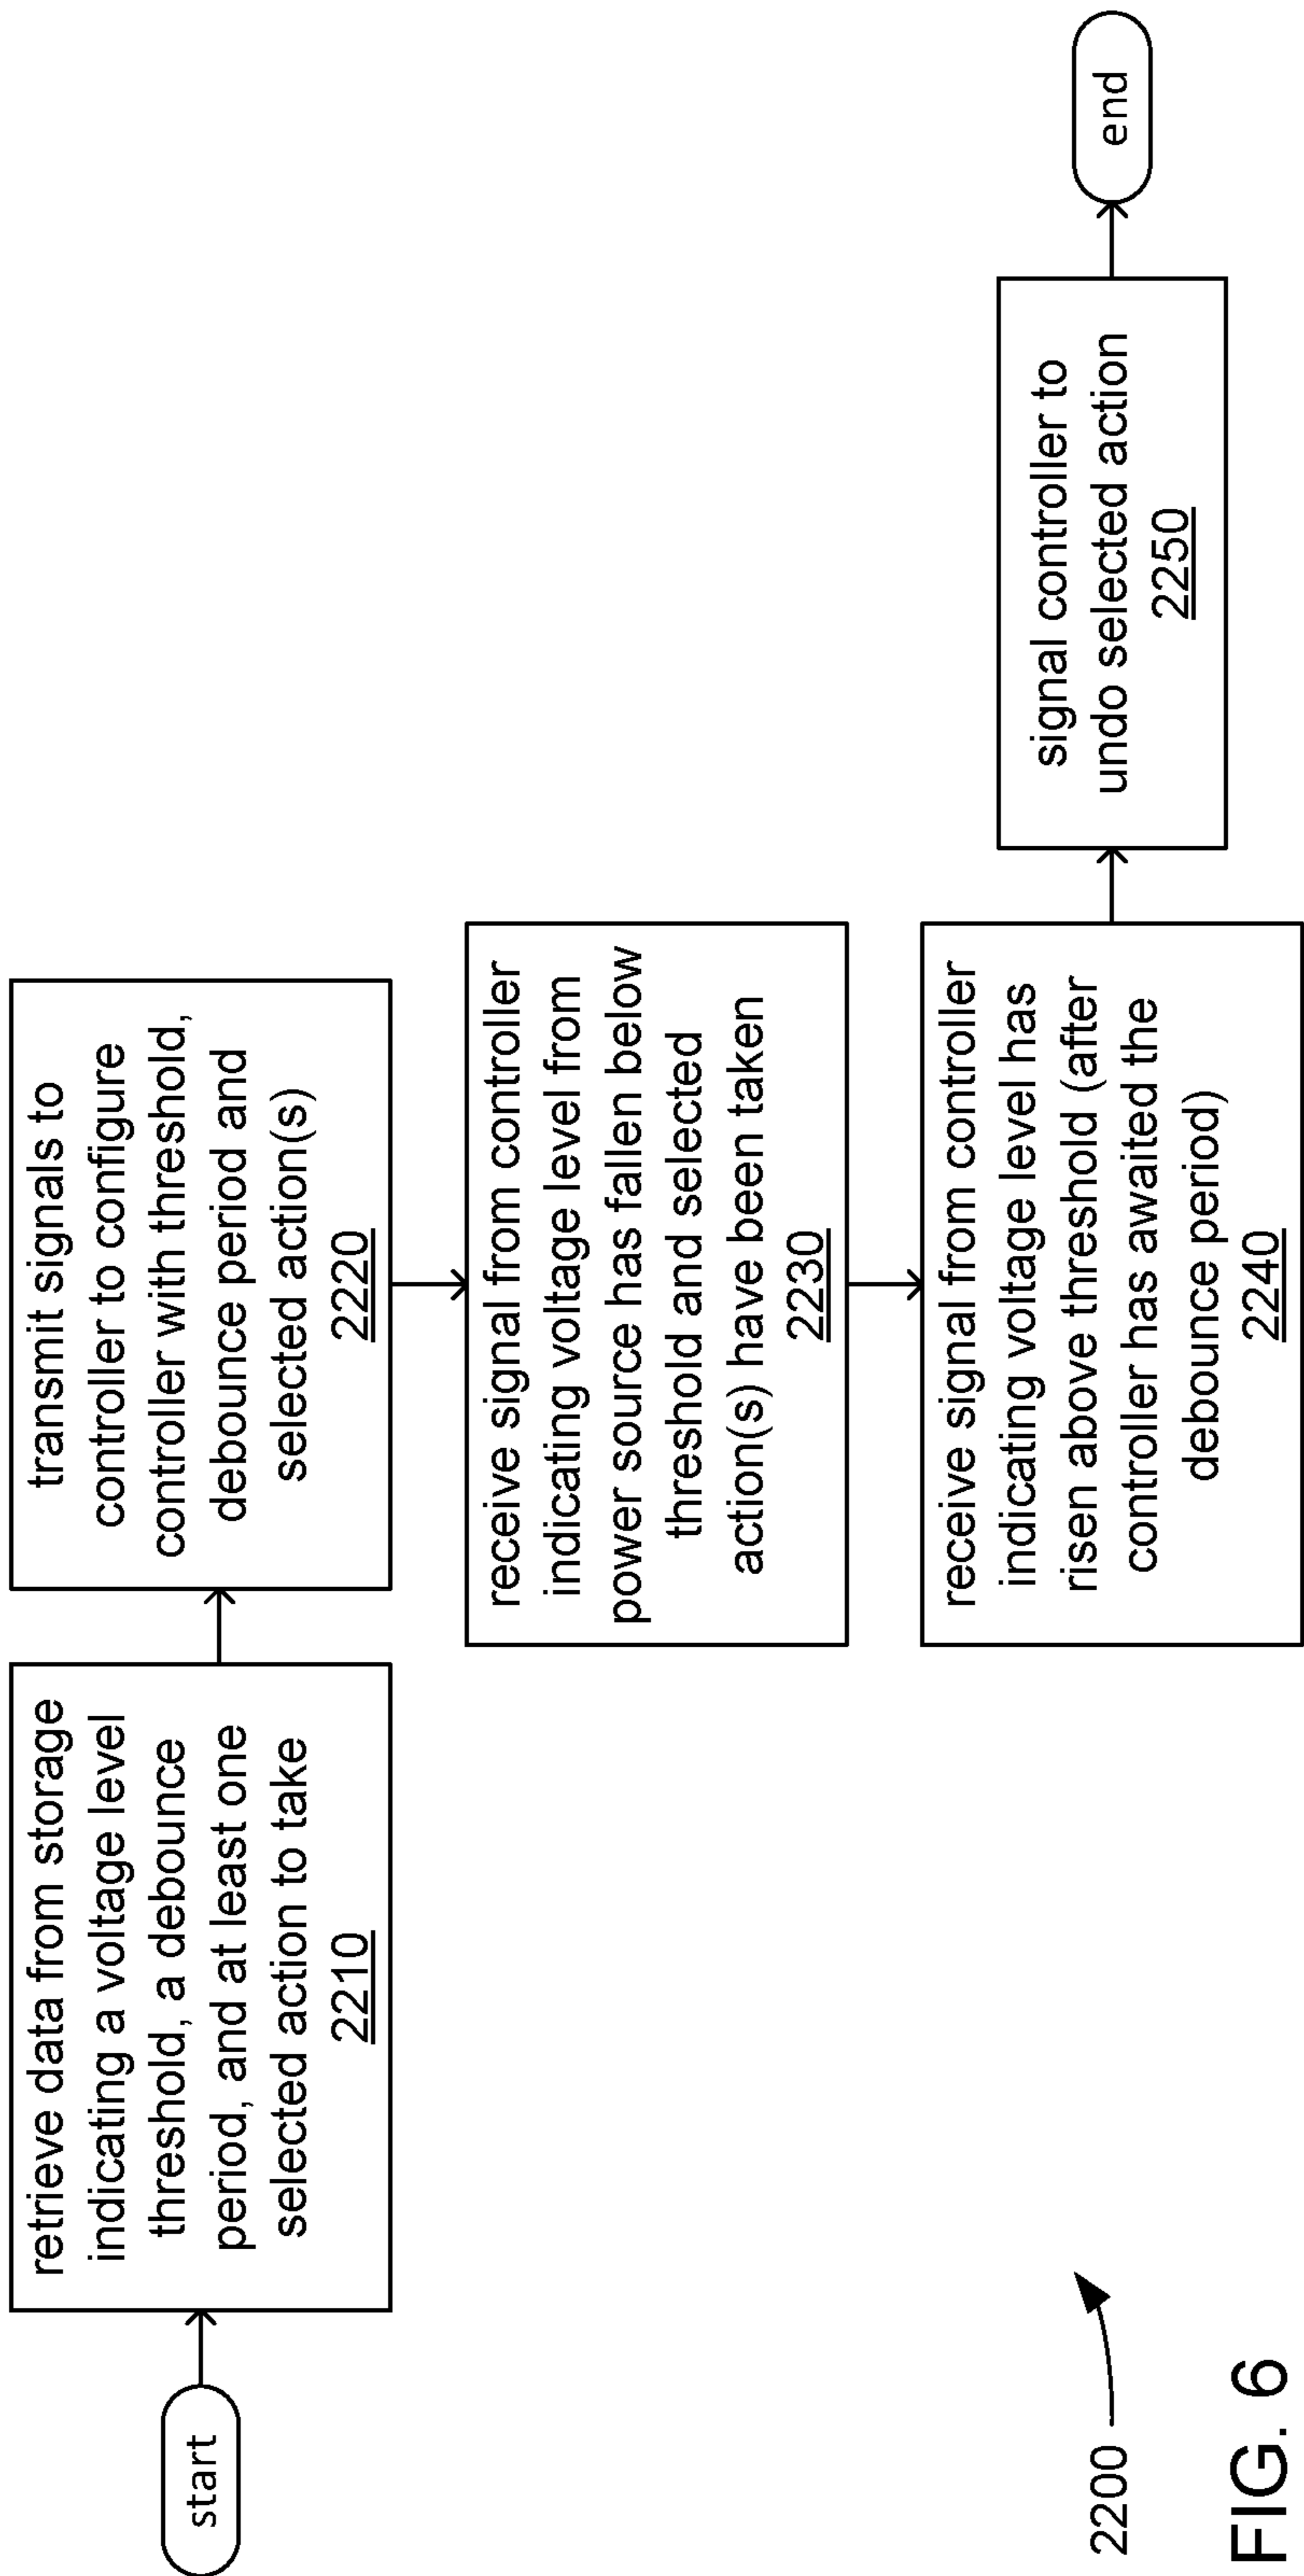 start
retrieve data from storage
indicating a voltage level
threshold, a debounce
period, and at least one
selected action to take
2210
transmit signals to
controller to configure
controller with threshold,
debounce period and
selected action(s)
2220
receive signal from controller
indicating voltage level from
power source has fallen below
threshold and selected
action(s) have been taken
2230
receive signal from controller
indicating voltage level has
risen above threshold (after
controller has awaited the
debounce period)
2240
signal controller to
undo selected action
2250
end
2200
FIG. 6